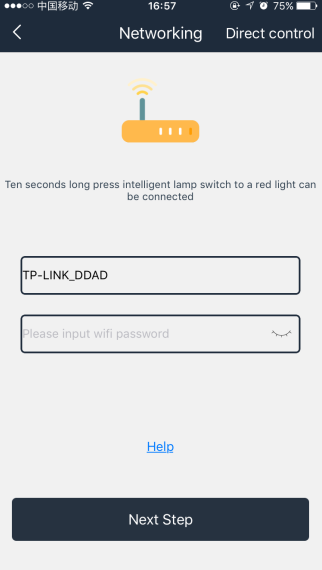 中国移动 16:57 75%
Networking Direct control
Ten seconds long press intelligent lamp switch to a red light can
be connected
TP-LINK_DDAD
Please input wifi password
Help
Next Step